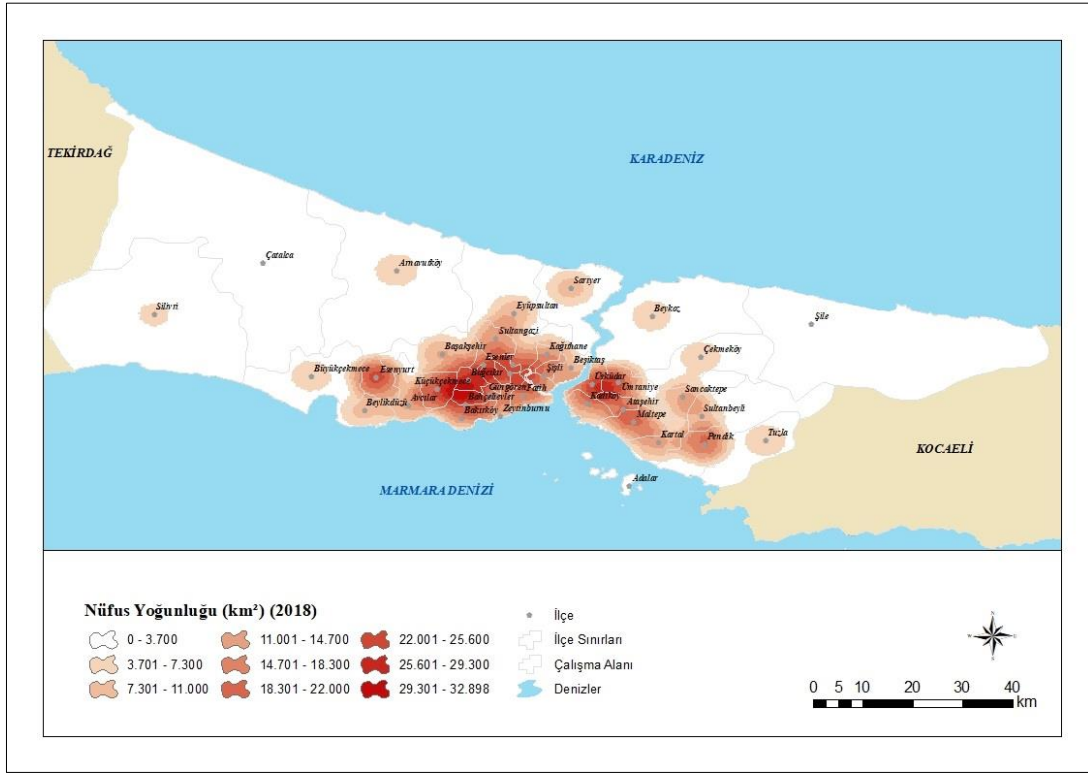 TEKİRDAĞ
KARADENİZ
Çatalca
Arnavutköy
Sarıyer
Silivri
Eyüpsultan
Beykoz
Şile
Sultangazi
Başakşehir
Esenler
Kağıthane
Çekmeköy
Büyükçekmece
Esenyurt
Bağcılar
Şişli
Beşiktaş
Küçükçekmece
Üsküdar
Ümraniye
Güngören
Fatih
Sancaktepe
Bahçelievler
Kadıköy
Ataşehir
Beylikdüzü
Avcılar
Bakırköy
Zeytinburnu
Maltepe
Sultanbeyli
Kartal
Pendik
Tuzla
KOCAELİ
Adalar
MARMARA DENİZİ
Nüfus Yoğunluğu (km²) (2018)
0 - 3.700
3.701 - 7.300
7.301 - 11.000
11.001 - 14.700
14.701 - 18.300
18.301 - 22.000
22.001 - 25.600
25.601 - 29.300
29.301 - 32.898
İlçe
İlçe Sınırları
Çalışma Alanı
Denizler
0 5 10 20 30 40
km